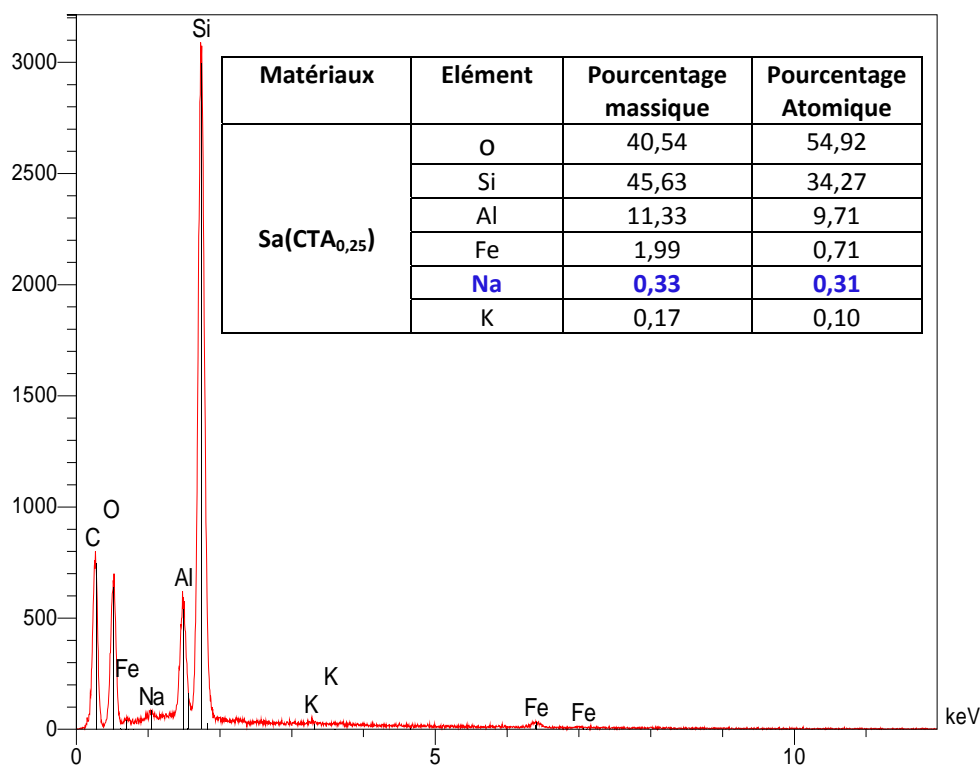 Si
3000
2500
2000
1500
1000
500
0
Matériaux Elément Pourcentage massique Pourcentage Atomique
Sa(CTA0,25)
O 40,54 54,92
Si 45,63 34,27
Al 11,33 9,71
Fe 1,99 0,71
Na 0,33 0,31
K 0,17 0,10
C
O
Fe
Na
Al
K
K
Fe
Fe
keV
0 5 10